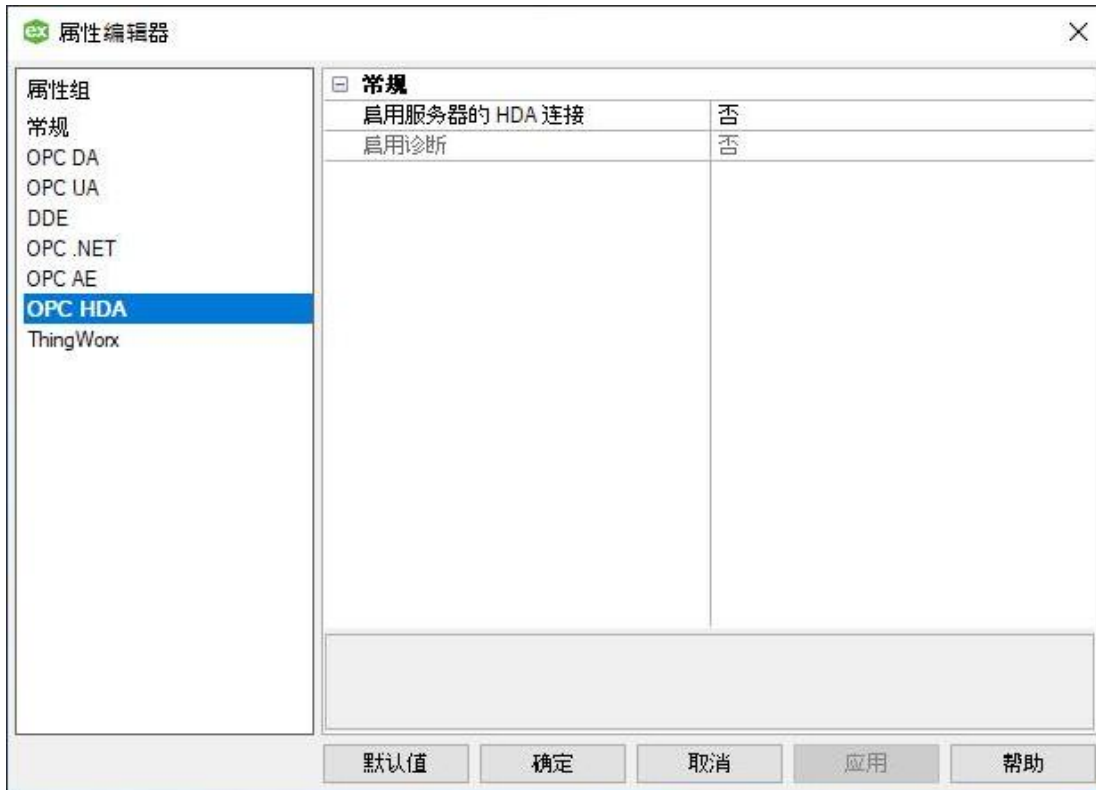 ex 属性编辑器
属性组
常规
OPC DA
OPC UA
DDE
OPC .NET
OPC AE
OPC HDA
ThingWorx
常规
启用服务器的 HDA 连接 否
启用诊断 否
默认值 确定 取消 应用 帮助